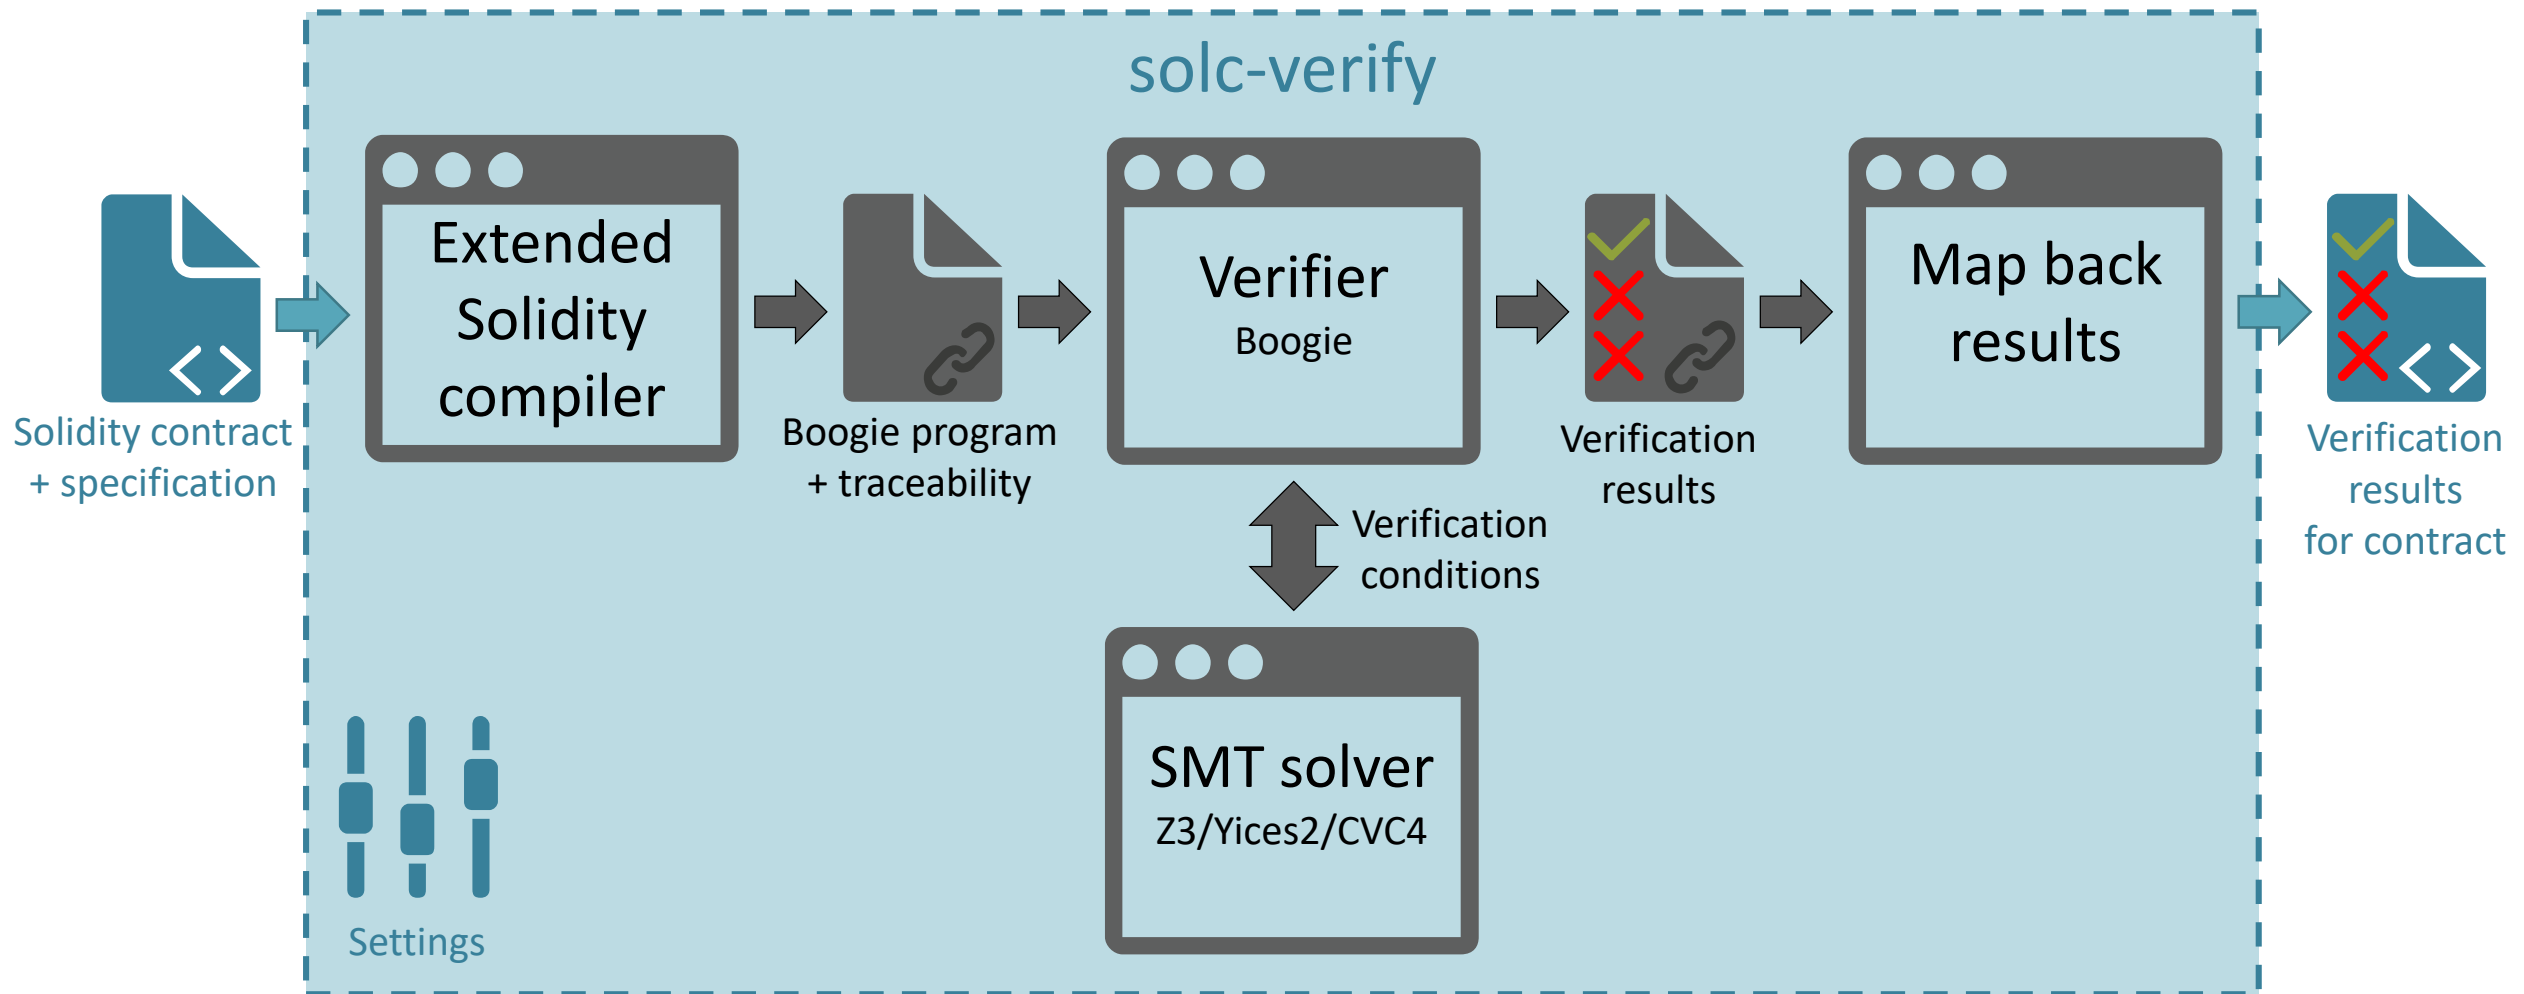 solc-verify
Solidity contract
+ specification
Extended
Solidity
compiler
Boogie program
+ traceability
Verifier
Boogie
Verification
conditions
SMT solver
Z3/Yices2/CVC4
Verification
results
Map back
results
Verification
results
for contract
Settings